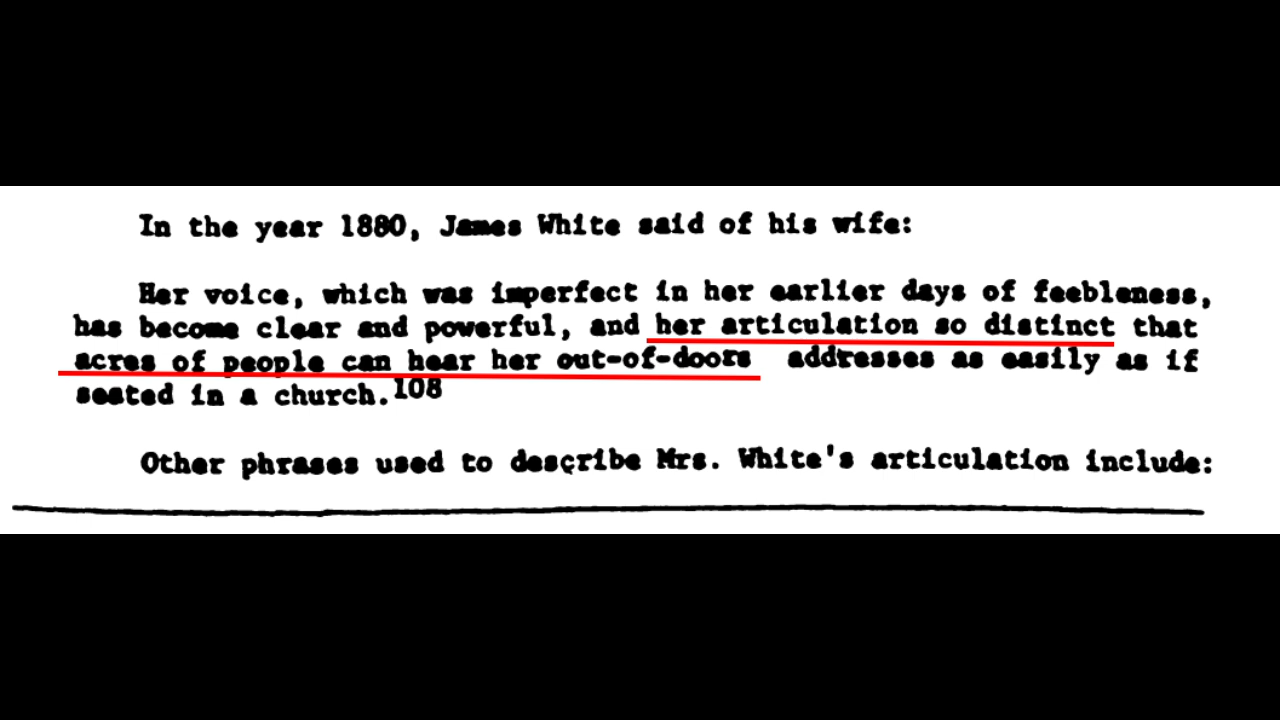 In the year 1880, James White said of his wife:
Her voice, which was imperfect in her earlier days of feebleness,
has become clear and powerful, and her articulation so distinct that
acres of people can hear her out-of-doors addresses as easily as if
seated in a church.108
Other phrases used to describe Mrs. White's articulation include: